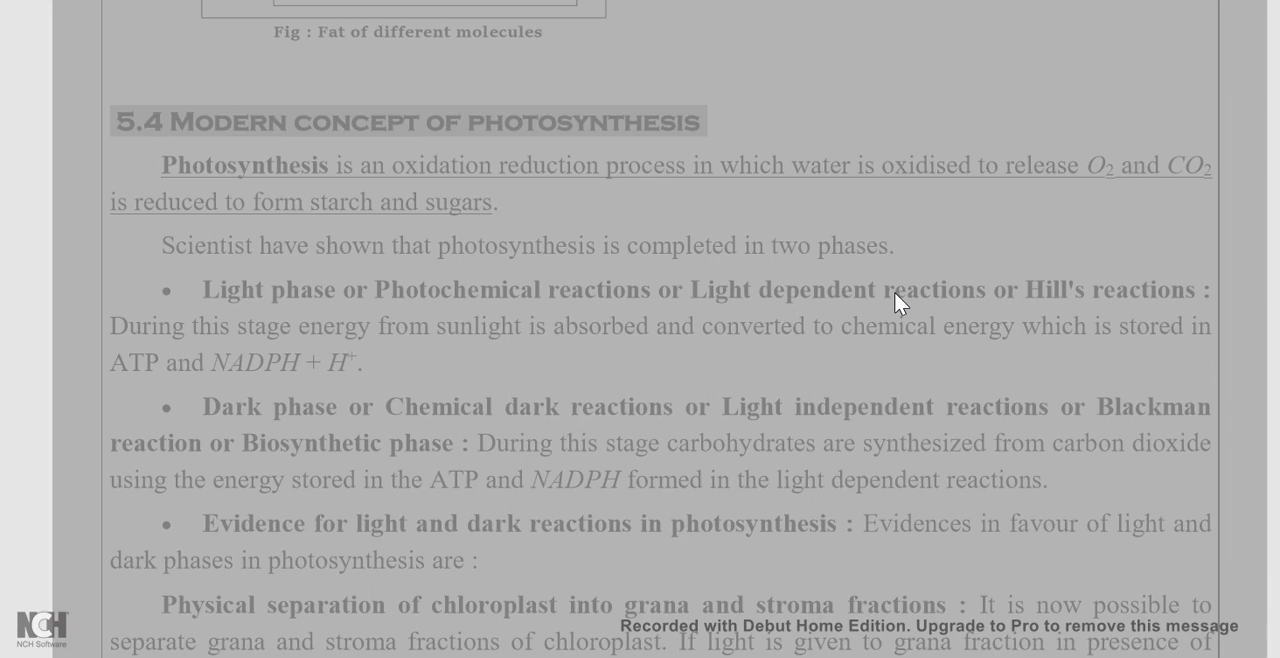 Fig : Fat of different molecules
5.4 MODERN CONCEPT OF PHOTOSYNTHESIS
Photosynthesis is an oxidation reduction process in which water is oxidised to release O₂ and CO₂
is reduced to form starch and sugars.
Scientist have shown that photosynthesis is completed in two phases.
• Light phase or Photochemical reactions or Light dependent reactions or Hill's reactions :
During this stage energy from sunlight is absorbed and converted to chemical energy which is stored in
ATP and NADPH + H⁺.
• Dark phase or Chemical dark reactions or Light independent reactions or Blackman
reaction or Biosynthetic phase : During this stage carbohydrates are synthesized from carbon dioxide
using the energy stored in the ATP and NADPH formed in the light dependent reactions.
• Evidence for light and dark reactions in photosynthesis : Evidences in favour of light and
dark phases in photosynthesis are :
Physical separation of chloroplast into grana and stroma fractions : It is now possible to
separate grana and stroma fractions of chloroplast. If light is given to grana fraction in presence of
NCH
NCH Software
Recorded with Debut Home Edition. Upgrade to Pro to remove this message